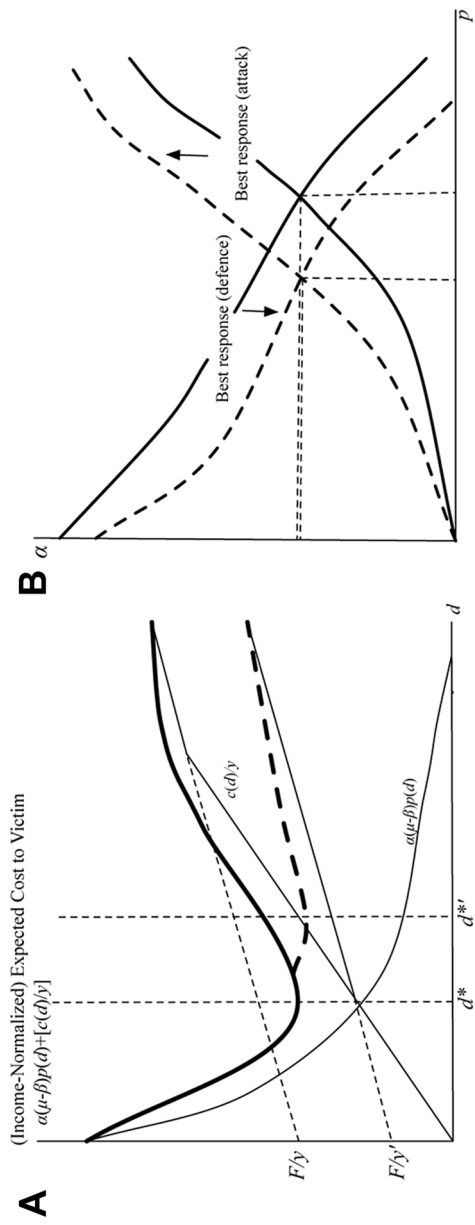 A
(Income-Normalized) Expected Cost to Victim
α(μ-β)p(d)+[c(d)/y]
F/y
F/y'
c(d)/y
α(μ-β)p(d)
d*
d*'
d
B
α
Best response (defence)
Best response (attack)
p̄